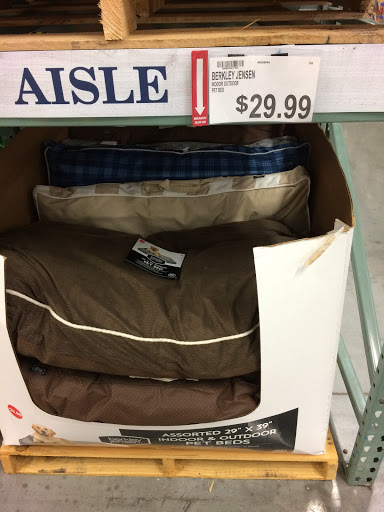 AISLE
BERKLEY JENSEN
INDOOR OUTDOOR
PET BED
$29.99
ASSORTED 29" X 39"
INDOOR & OUTDOOR
PET BEDS